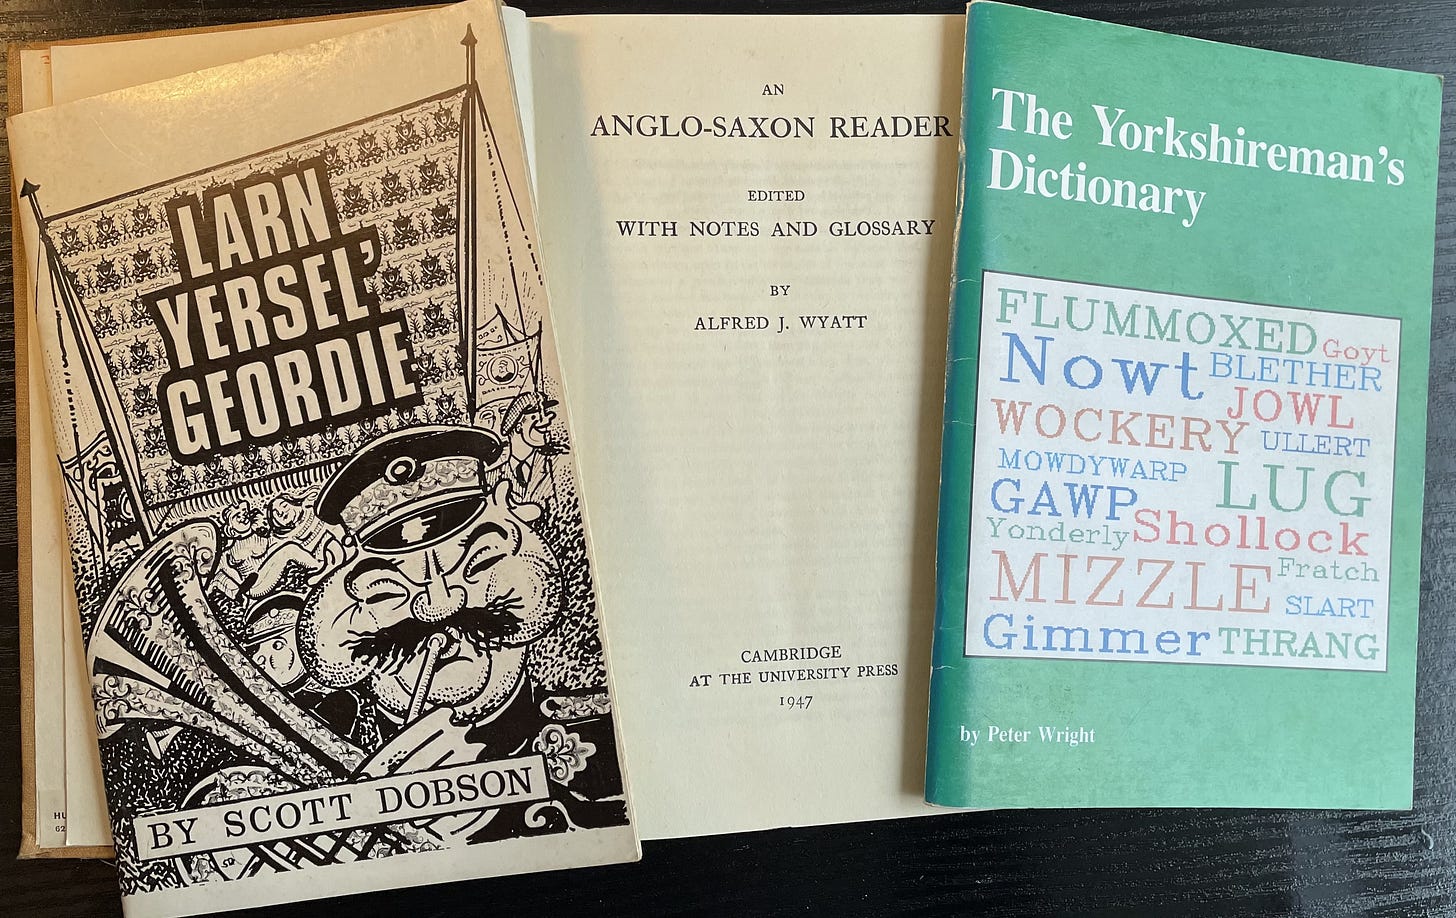 LARN
YERSEL'
GEORDIE
BY SCOTT DOBSON
AN
ANGLO-SAXON READER
EDITED
WITH NOTES AND GLOSSARY
BY
ALFRED J. WYATT
CAMBRIDGE
AT THE UNIVERSITY PRESS
1947
The Yorkshireman's
Dictionary
FLUMMOXED Goyt
Nowt BLETHER
WOCKERY JOWL
ULLERT
MOWDYWARP LUG
GAWP
Yonderly Shollock
MIZZLE Fratch
SLART
Gimmer THRANG
by Peter Wright